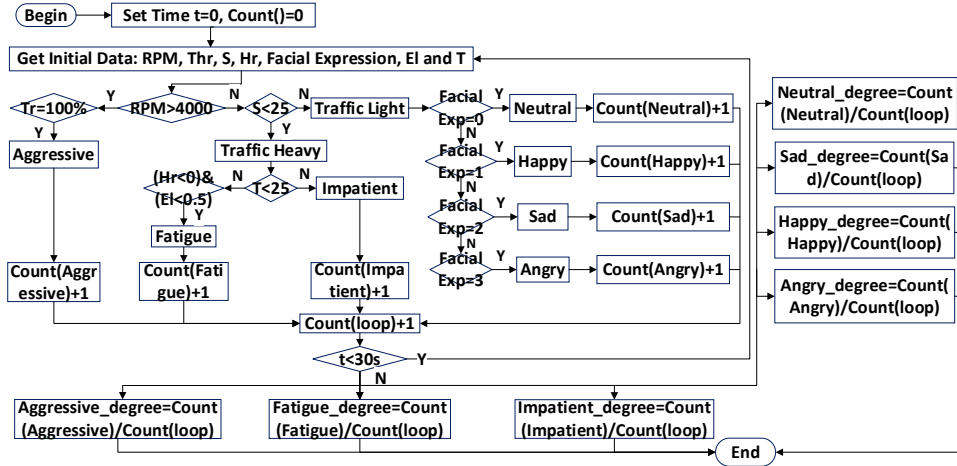 Begin
Set Time t=0, Count()=0
Get Initial Data: RPM, Thr, S, Hr, Facial Expression, El and T
Tr=100%
Y
RPM>4000
N
S<25
N
Traffic Light
Facial
Exp=0
Y
Neutral
Count(Neutral)+1
Neutral_degree=Count
(Neutral)/Count(loop)
Y
Aggressive
Y
Traffic Heavy
N
Facial
Exp=1
Y
Happy
Count(Happy)+1
Sad_degree=Count(Sa
d)/Count(loop)
(Hr<0)&
(El<0.5)
N
T<25
N
Impatient
N
Facial
Exp=2
Y
Sad
Count(Sad)+1
Happy_degree=Count(
Happy)/Count(loop)
Y
Fatigue
N
Facial
Exp=3
Y
Angry
Count(Angry)+1
Angry_degree=Count(
Angry)/Count(loop)
Count(Aggr
essive)+1
Count(Fati
gue)+1
Count(Impa
tient)+1
Count(loop)+1
t<30s
Y
N
Aggressive_degree=Count
(Aggressive)/Count(loop)
Fatigue_degree=Count
(Fatigue)/Count(loop)
Impatient_degree=Count
(Impatient)/Count(loop)
End